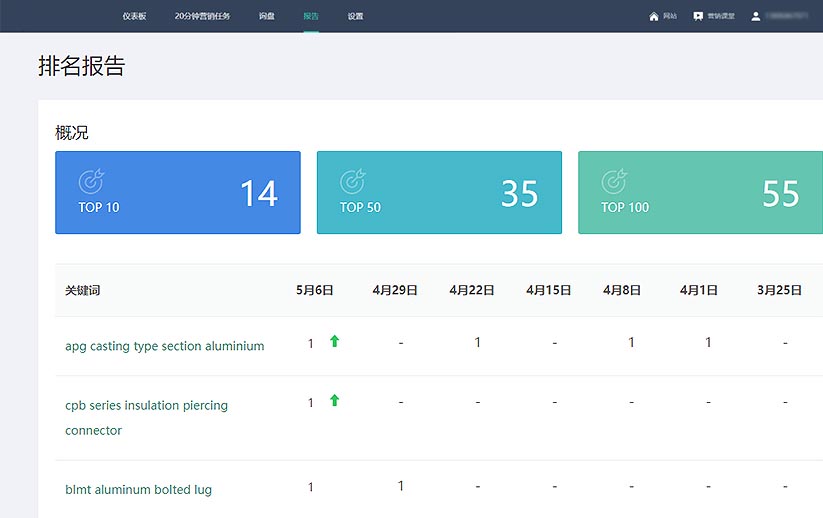 仪表板 20分钟营销任务 询盘 报告 设置 网站 营销课堂
排名报告
概况
TOP 10 14 TOP 50 35 TOP 100 55
关键词 5月6日 4月29日 4月22日 4月15日 4月8日 4月1日 3月25日
apg casting type section aluminium 1 - 1 - 1 1 -
cpb series insulation piercing 1 - - - - - -
connector
blmt aluminum bolted lug 1 1 - - - - -